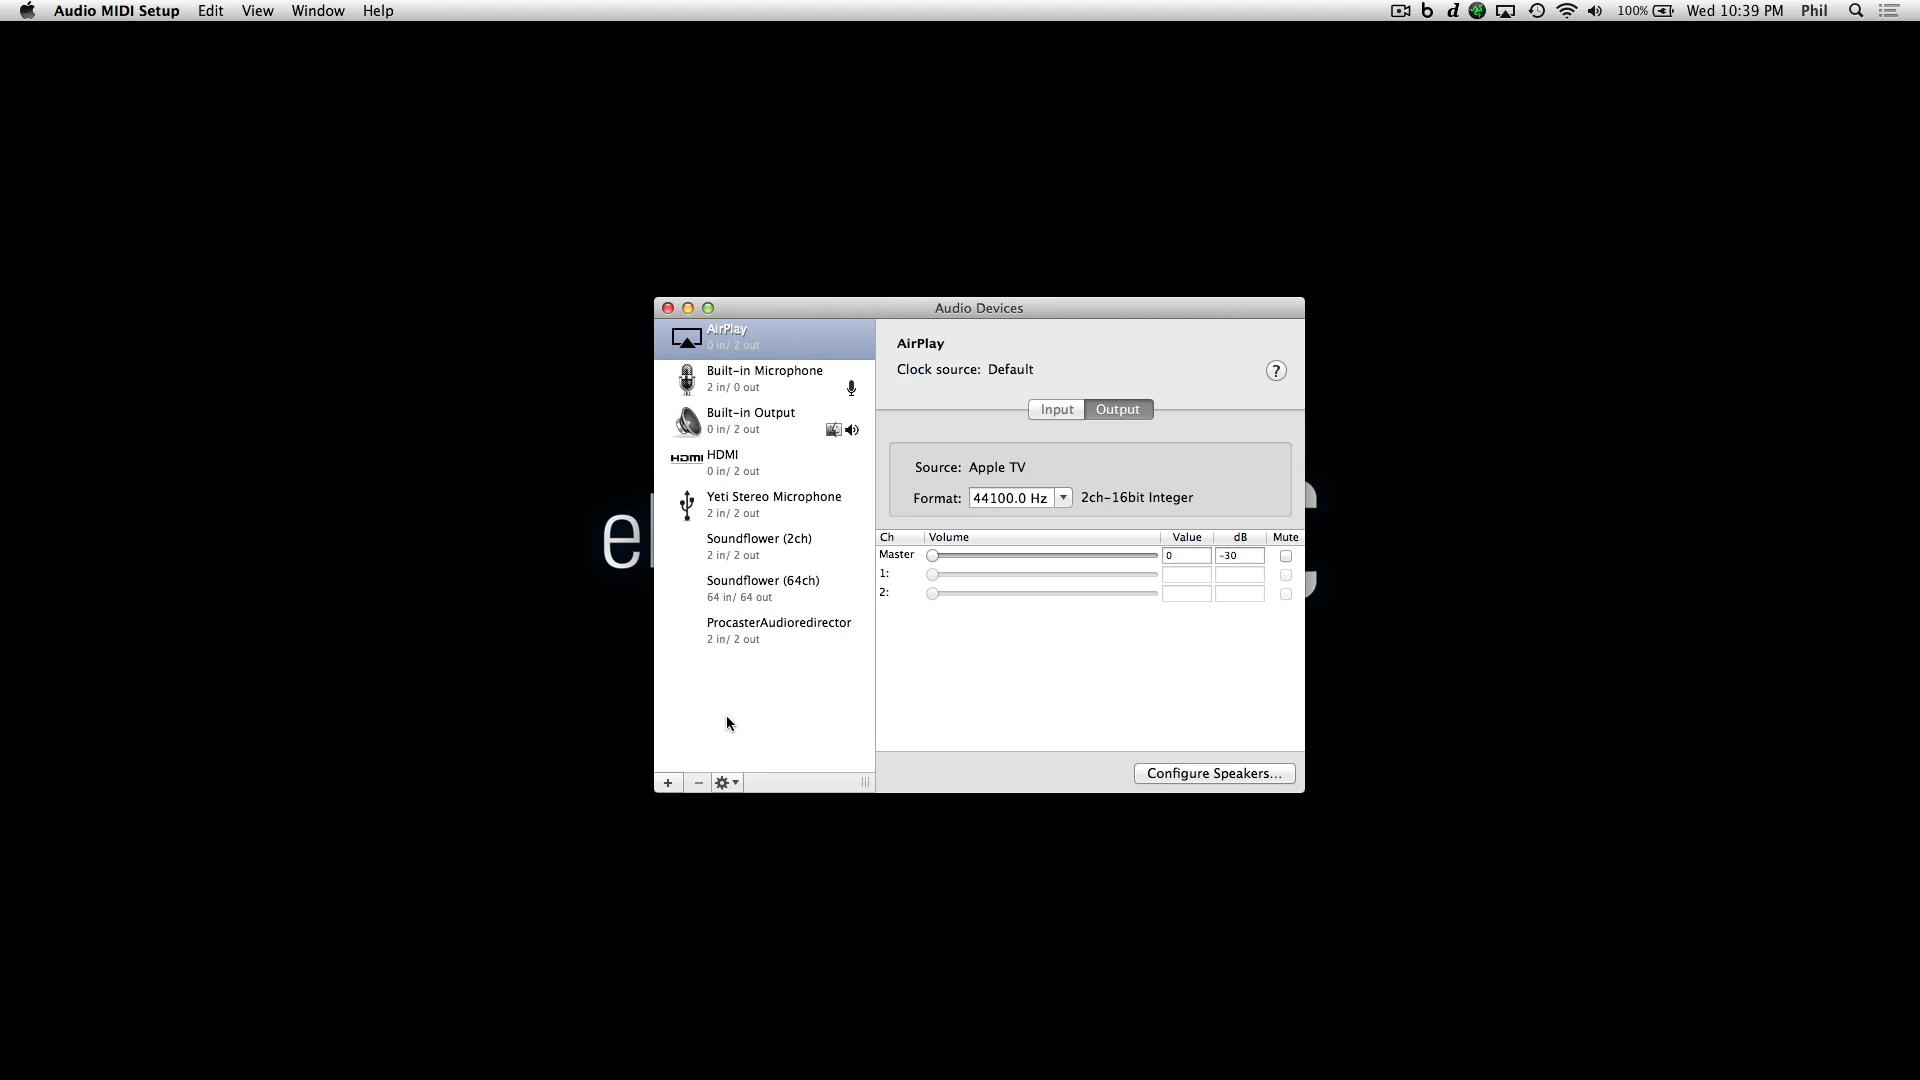 Audio MIDI Setup Edit View Window Help
100% Wed 10:39 PM Phil
Audio Devices
AirPlay
0 in/ 2 out
Built-in Microphone
2 in/ 0 out
Built-in Output
0 in/ 2 out
HDMI HDMI
0 in/ 2 out
Yeti Stereo Microphone
2 in/ 2 out
Soundflower (2ch)
2 in/ 2 out
Soundflower (64ch)
64 in/ 64 out
ProcasterAudioredirector
2 in/ 2 out
AirPlay
Clock source: Default
?
Input Output
Source: Apple TV
Format: 44100.0 Hz 2ch-16bit Integer
Ch Volume Value dB Mute
Master 0 -30
1:
2:
Configure Speakers...